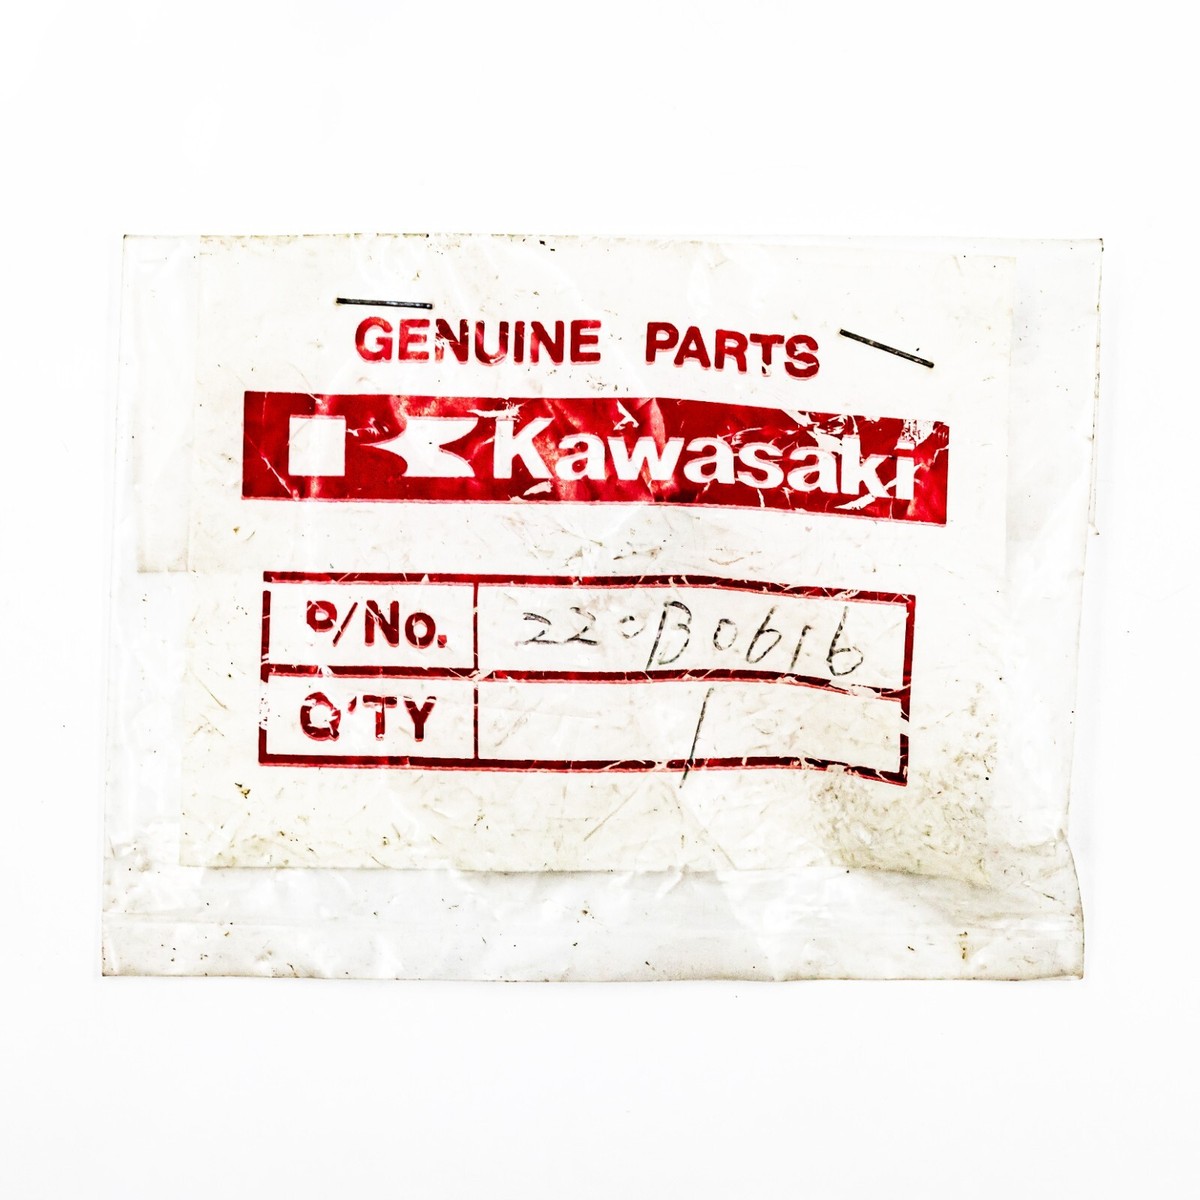 GENUINE PARTS
Kawasaki
P/No. 220B0616
Q'TY 1